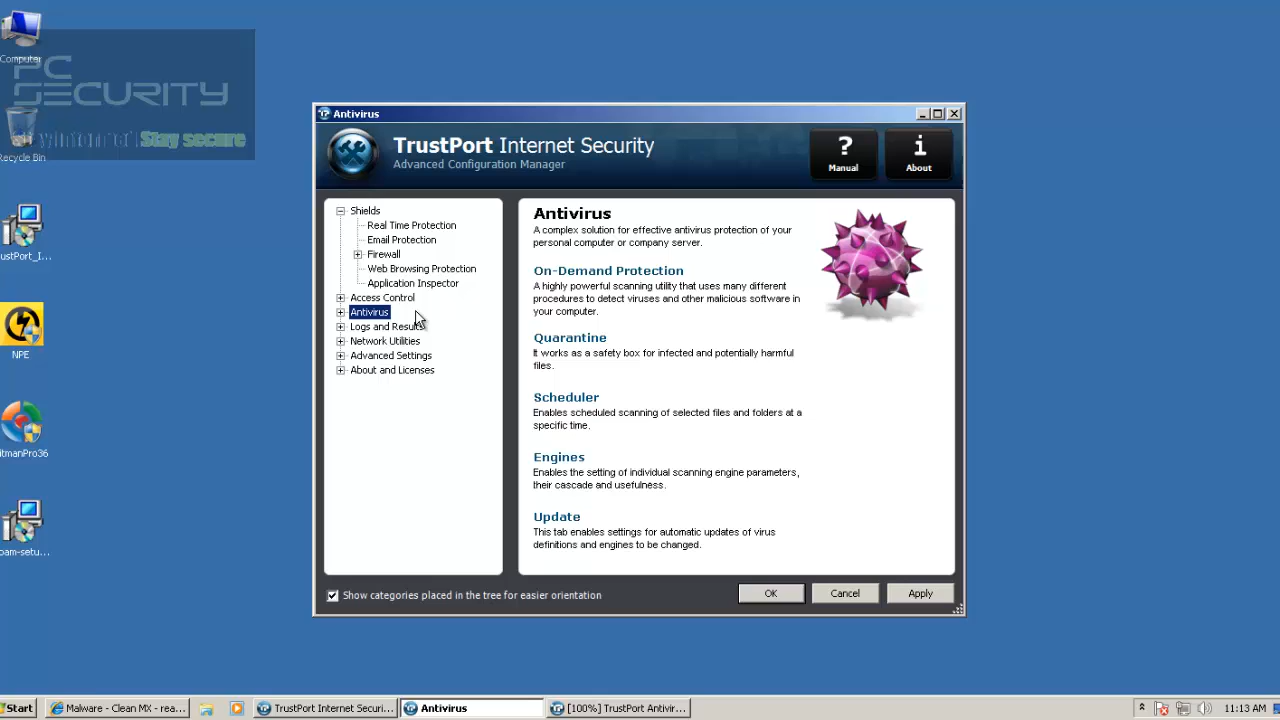 Computer
PC
SECURITY
Stay secure
Recycle Bin
ustPort_I...
NPE
itmanPro36
oam-setu...
Antivirus
TrustPort Internet Security
Advanced Configuration Manager
?
Manual
i
About
Shields
Real Time Protection
Email Protection
Firewall
Web Browsing Protection
Application Inspector
Access Control
Antivirus
Logs and Results
Network Utilities
Advanced Settings
About and Licenses
Antivirus
A complex solution for effective antivirus protection of your
personal computer or company server.
On-Demand Protection
A highly powerful scanning utility that uses many different
procedures to detect viruses and other malicious software in
your computer.
Quarantine
It works as a safety box for infected and potentially harmful
files.
Scheduler
Enables scheduled scanning of selected files and folders at a
specific time.
Engines
Enables the setting of individual scanning engine parameters,
their cascade and usefulness.
Update
This tab enables settings for automatic updates of virus
definitions and engines to be changed.
Show categories placed in the tree for easier orientation
OK
Cancel
Apply
Start
Malware - Clean MX - rea...
TrustPort Internet Securi...
Antivirus
[100%] TrustPort Antivir...
11:13 AM